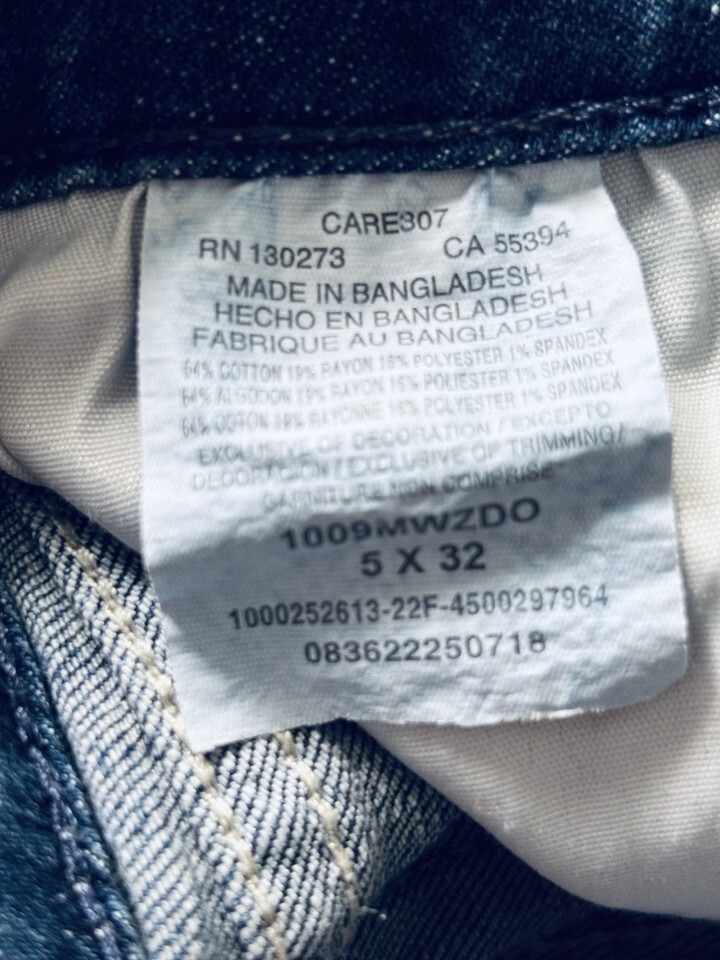 CARE307
RN 130273 CA 55394
MADE IN BANGLADESH
HECHO EN BANGLADESH
FABRIQUE AU BANGLADESH
64% COTTON 19% RAYON 16% POLYESTER 1% SPANDEX
64% ALGODON 19% RAYON 16% POLIESTER 1% SPANDEX
64% COTON 19% RAYONNE 16% POLYESTER 1% SPANDEX
EXCLUSIVE OF DECORATION / EXCEPTO
DECORACION / EXCLUSIVE OF TRIMMING/
GARNITURE NON COMPRISE
1009MWZDO
5 X 32
1000252613-22F-4500297964
083622250718